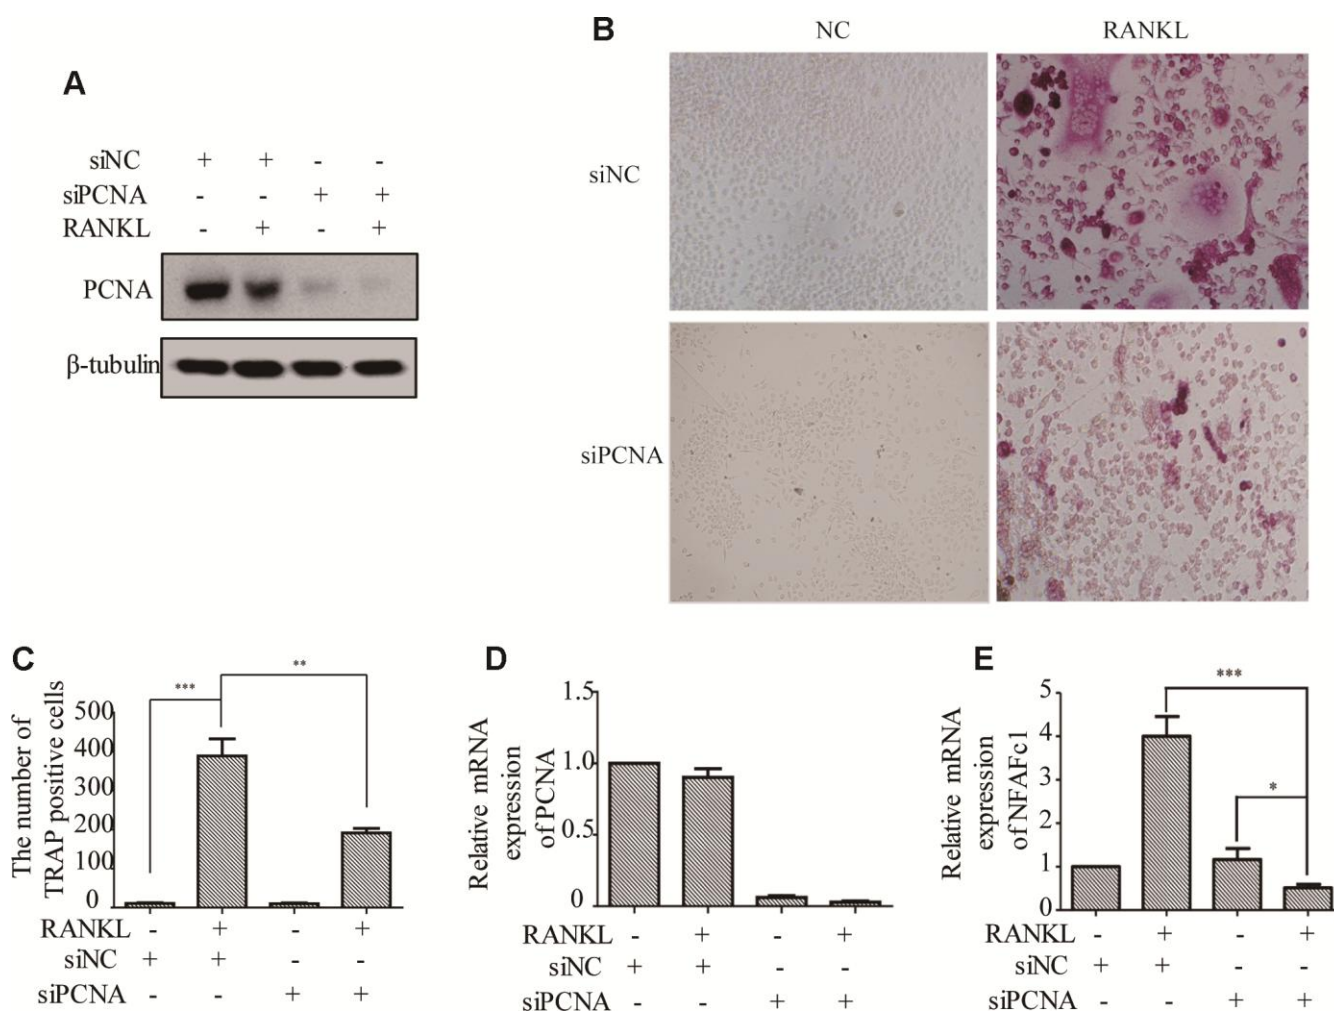 A
siNC + + - -
siPCNA - - + +
RANKL - + - +
PCNA
β-tubulin
B
NC RANKL
siNC
siPCNA
C
The number of
TRAP positive cells
500
400
300
200
100
0
*** **
RANKL - + - +
siNC + + - -
siPCNA - - + +
D
Relative mRNA
expression
of PCNA
1.5
1.0
0.5
0
RANKL - + - +
siNC + + - -
siPCNA - - + +
E
Relative mRNA
expression
of NFAFc1
5
4
3
2
1
0
***
*
RANKL - + - +
siNC + + - -
siPCNA - - + +